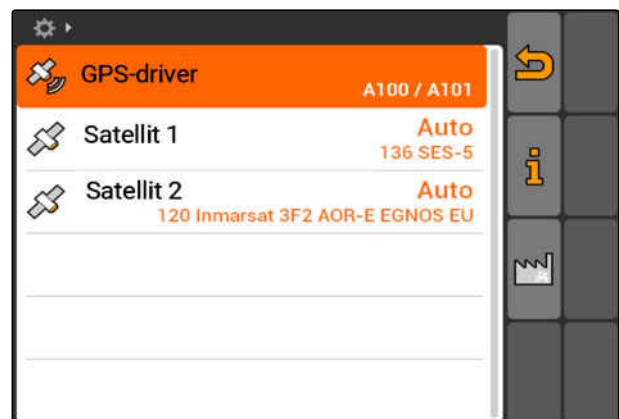 GPS-driver
A100 / A101
Satellit 1
Auto
136 SES-5
Satellit 2
Auto
120 Inmarsat 3F2 AOR-E EGNOS EU